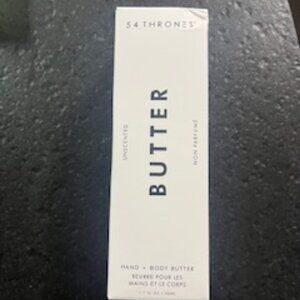 54 THRONES
UNSCENTED
BUTTER
NON PARFUMÉ
HAND + BODY BUTTER
BEURRE POUR LES
MAINS ET LE CORPS